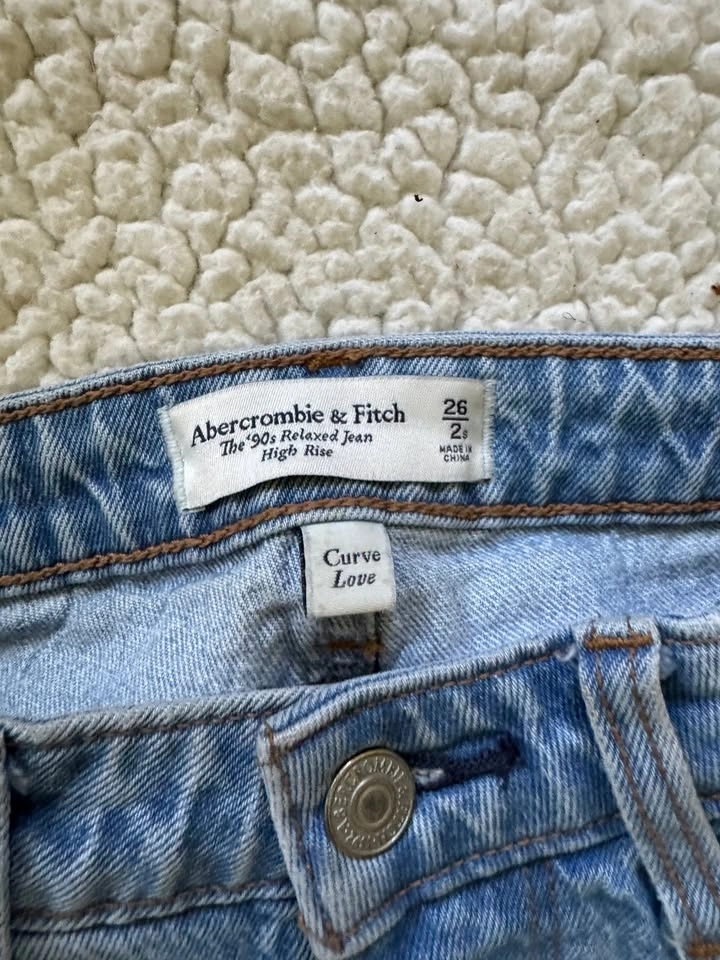 Abercrombie & Fitch
The '90s Relaxed Jean
High Rise
26
2s
MADE IN
CHINA
Curve
Love